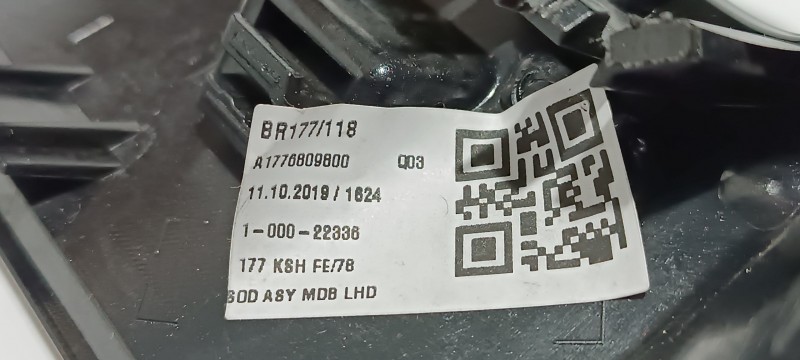 BR177/118
A1776809800 Q03
11.10.2019 / 1624
1-000-22336
177 KSH FE/78
SOD ASY MDB LHD